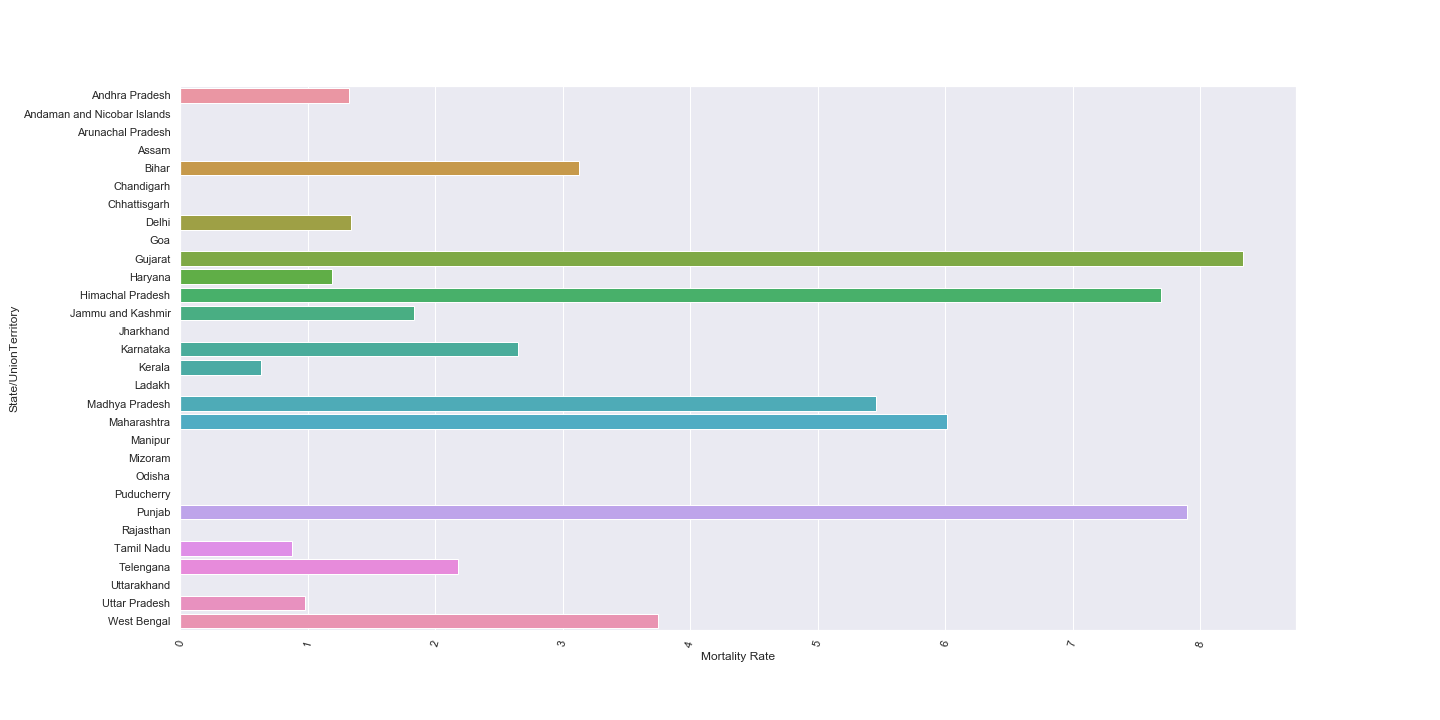 Andhra Pradesh
Andaman and Nicobar Islands
Arunachal Pradesh
Assam
Bihar
Chandigarh
Chhattisgarh
Delhi
Goa
Gujarat
Haryana
Himachal Pradesh
Jammu and Kashmir
Jharkhand
Karnataka
Kerala
Ladakh
Madhya Pradesh
Maharashtra
Manipur
Mizoram
Odisha
Puducherry
Punjab
Rajasthan
Tamil Nadu
Telengana
Uttarakhand
Uttar Pradesh
West Bengal
State/UnionTerritory
0 1 2 3 4 5 6 7 8
Mortality Rate